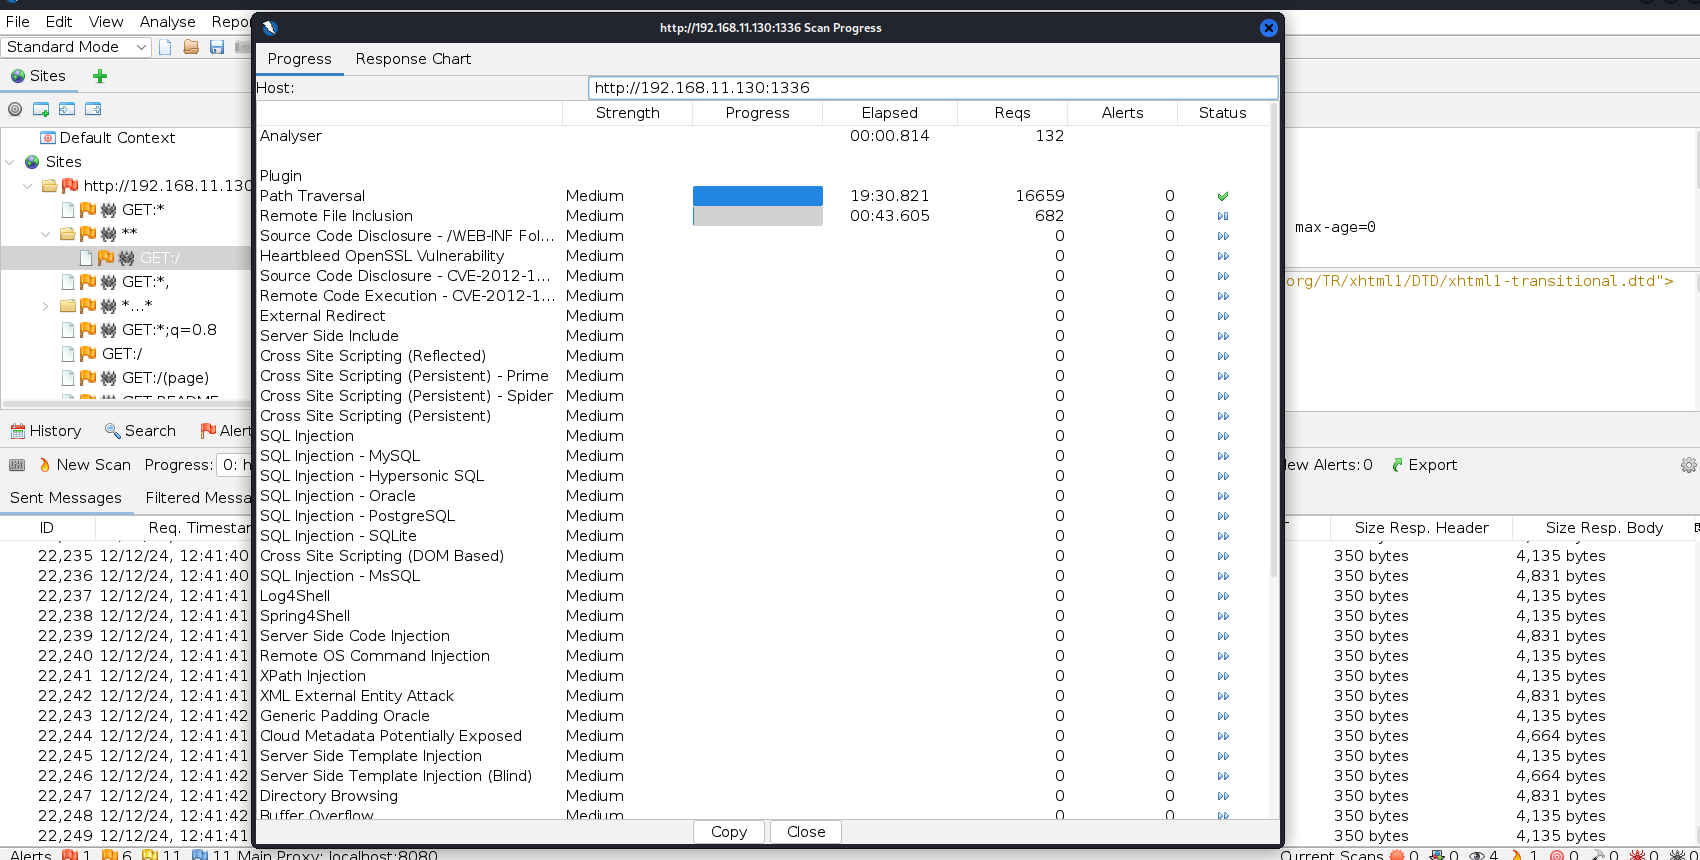 http://192.168.11.130:1336 Scan Progress
File Edit View Analyse Repo
Standard Mode
Sites
Default Context
Sites
http://192.168.11.130
GET:*
**
GET:/
GET:*,
*...*
GET:*;q=0.8
GET:/
GET:/(page)
GET:README
History Search Alert
New Scan Progress: 0: h
Sent Messages Filtered Messa
ID Req. Timestar
22,235 12/12/24, 12:41:40
22,236 12/12/24, 12:41:40
22,237 12/12/24, 12:41:41
22,238 12/12/24, 12:41:41
22,239 12/12/24, 12:41:41
22,240 12/12/24, 12:41:41
22,241 12/12/24, 12:41:41
22,242 12/12/24, 12:41:41
22,243 12/12/24, 12:41:42
22,244 12/12/24, 12:41:42
22,245 12/12/24, 12:41:42
22,246 12/12/24, 12:41:42
22,247 12/12/24, 12:41:42
22,248 12/12/24, 12:41:42
22,249 12/12/24, 12:41:42
Progress Response Chart
Host: http://192.168.11.130:1336
Strength Progress Elapsed Reqs Alerts Status
Analyser 00:00.814 132
Plugin
Path Traversal Medium 19:30.821 16659 0
Remote File Inclusion Medium 00:43.605 682 0
Source Code Disclosure - /WEB-INF Fol... Medium 0 0
Heartbleed OpenSSL Vulnerability Medium 0 0
Source Code Disclosure - CVE-2012-1... Medium 0 0
Remote Code Execution - CVE-2012-1... Medium 0 0
External Redirect Medium 0 0
Server Side Include Medium 0 0
Cross Site Scripting (Reflected) Medium 0 0
Cross Site Scripting (Persistent) - Prime Medium 0 0
Cross Site Scripting (Persistent) - Spider Medium 0 0
Cross Site Scripting (Persistent) Medium 0 0
SQL Injection Medium 0 0
SQL Injection - MySQL Medium 0 0
SQL Injection - Hypersonic SQL Medium 0 0
SQL Injection - Oracle Medium 0 0
SQL Injection - PostgreSQL Medium 0 0
SQL Injection - SQLite Medium 0 0
Cross Site Scripting (DOM Based) Medium 0 0
SQL Injection - MsSQL Medium 0 0
Log4Shell Medium 0 0
Spring4Shell Medium 0 0
Server Side Code Injection Medium 0 0
Remote OS Command Injection Medium 0 0
XPath Injection Medium 0 0
XML External Entity Attack Medium 0 0
Generic Padding Oracle Medium 0 0
Cloud Metadata Potentially Exposed Medium 0 0
Server Side Template Injection Medium 0 0
Server Side Template Injection (Blind) Medium 0 0
Directory Browsing Medium 0 0
Buffer Overflow Medium 0 0
Copy Close
max-age=0
org/TR/xhtml1/DTD/xhtml1-transitional.dtd">
ew Alerts: 0 Export
Size Resp. Header Size Resp. Body
350 bytes 4,135 bytes
350 bytes 4,831 bytes
350 bytes 4,135 bytes
350 bytes 4,135 bytes
350 bytes 4,831 bytes
350 bytes 4,135 bytes
350 bytes 4,135 bytes
350 bytes 4,831 bytes
350 bytes 4,135 bytes
350 bytes 4,664 bytes
350 bytes 4,135 bytes
350 bytes 4,664 bytes
350 bytes 4,831 bytes
350 bytes 4,135 bytes
350 bytes 4,135 bytes
Alerts 1 6 11 11 Main Proxy: localhost:8080
Current Scans 0 0 4 1 0 0 0 0